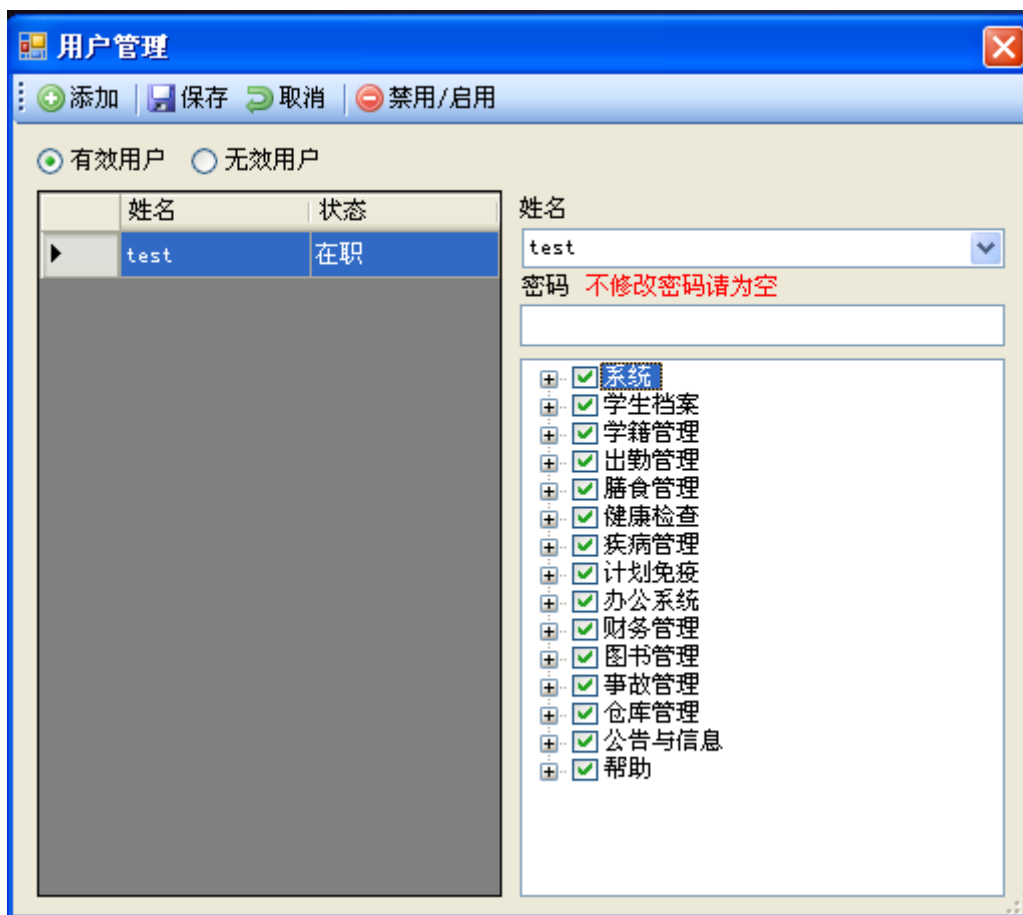 用户管理
添加 保存 取消 禁用/启用
有效用户 无效用户
姓名 状态
test 在职
姓名
test
密码 不修改密码请为空
系统
学生档案
学籍管理
出勤管理
膳食管理
健康检查
疾病管理
计划免疫
办公系统
财务管理
图书管理
事故管理
仓库管理
公告与信息
帮助